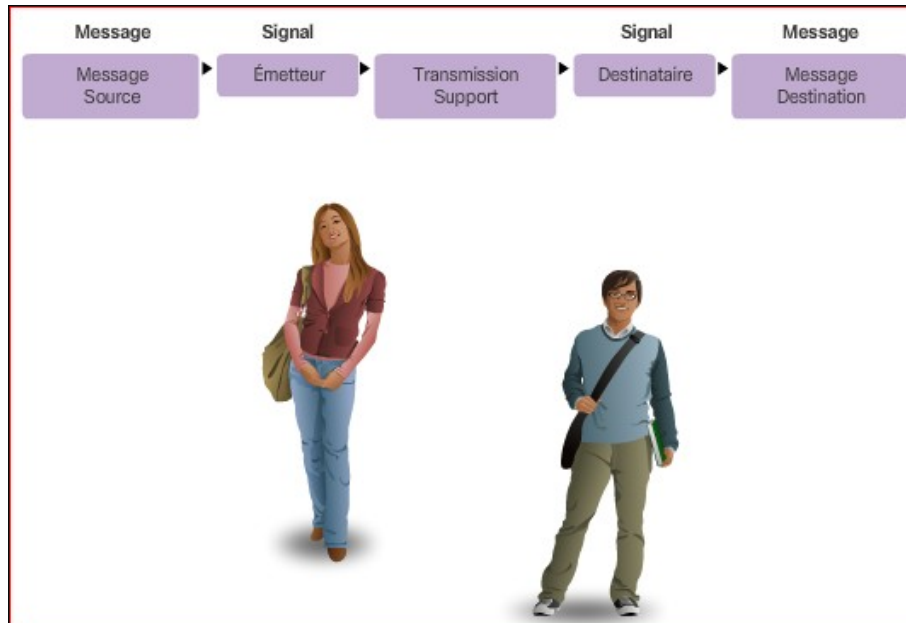 Message
Signal
Signal
Message
Message
Source
Émetteur
Transmission
Support
Destinataire
Message
Destination